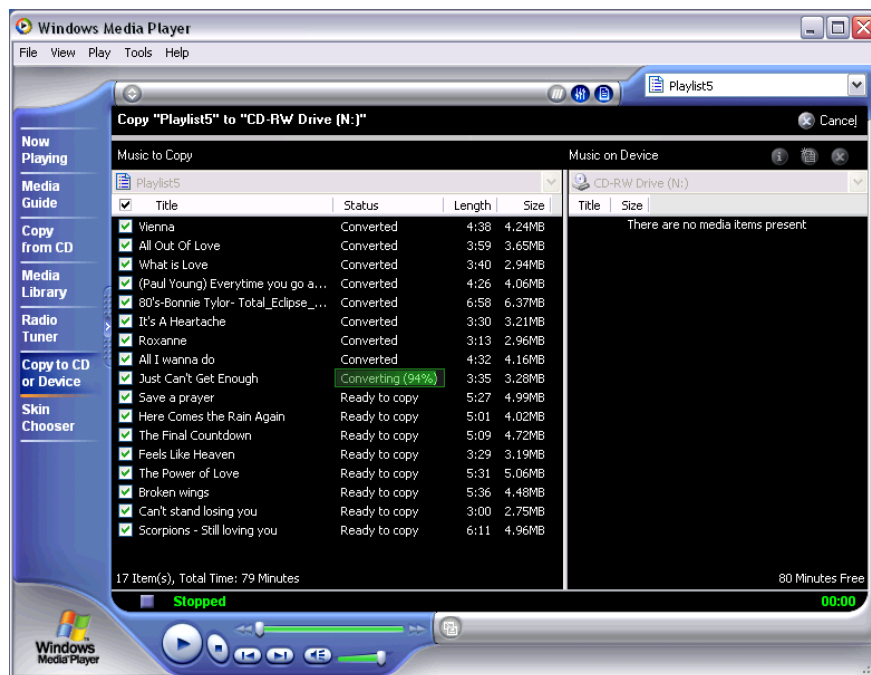 Windows Media Player
File View Play Tools Help
Playlist5
Copy "Playlist5" to "CD-RW Drive (N:)"
Cancel
Now Playing
Media Guide
Copy from CD
Media Library
Radio Tuner
Copy to CD or Device
Skin Chooser
Music to Copy
Music on Device
Playlist5
CD-RW Drive (N:)
Title Status Length Size
Title Size
Vienna Converted 4:38 4.24MB
There are no media items present
All Out Of Love Converted 3:59 3.65MB
What is Love Converted 3:40 2.94MB
(Paul Young) Everytime you go a... Converted 4:26 4.06MB
80's-Bonnie Tylor- Total_Eclipse_... Converted 6:58 6.37MB
It's A Heartache Converted 3:30 3.21MB
Roxanne Converted 3:13 2.96MB
All I wanna do Converted 4:32 4.16MB
Just Can't Get Enough Converting (94%) 3:35 3.28MB
Save a prayer Ready to copy 5:27 4.99MB
Here Comes the Rain Again Ready to copy 5:01 4.02MB
The Final Countdown Ready to copy 5:09 4.72MB
Feels Like Heaven Ready to copy 3:29 3.19MB
The Power of Love Ready to copy 5:31 5.06MB
Broken wings Ready to copy 5:36 4.48MB
Can't stand losing you Ready to copy 3:00 2.75MB
Scorpions - Still loving you Ready to copy 6:11 4.96MB
17 Item(s), Total Time: 79 Minutes
80 Minutes Free
Stopped
00:00
Windows
Media Player